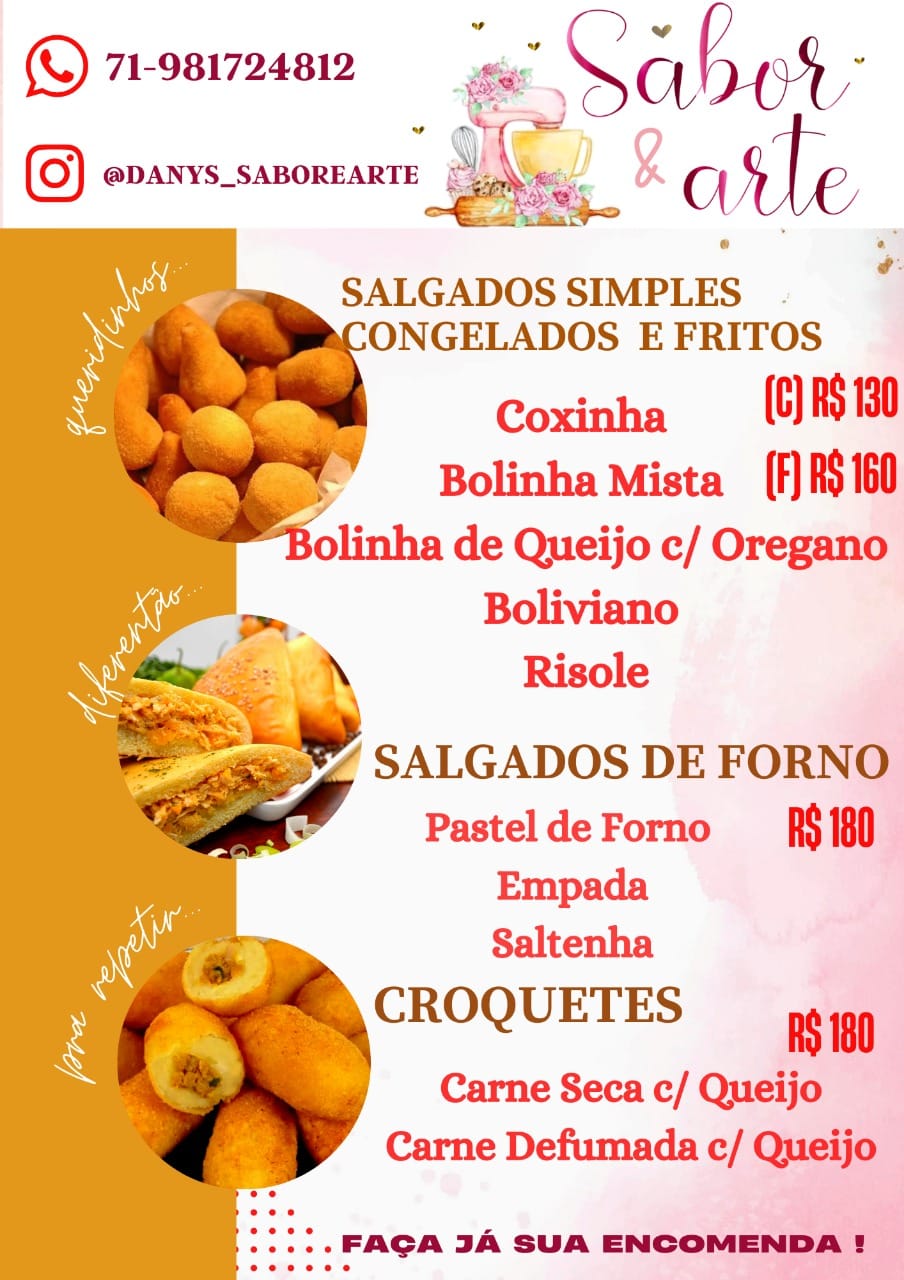 71-981724812
@DANYS_SABOREARTE
Sabor
& arte
queridinhos...
SALGADOS SIMPLES
CONGELADOS E FRITOS
Coxinha
(C) R$ 130
Bolinha Mista
(F) R$ 160
Bolinha de Queijo c/ Oregano
Boliviano
Risole
diferentão...
SALGADOS DE FORNO
Pastel de Forno
R$ 180
Empada
Saltenha
pra repetir...
CROQUETES
R$ 180
Carne Seca c/ Queijo
Carne Defumada c/ Queijo
FAÇA JÁ SUA ENCOMENDA !